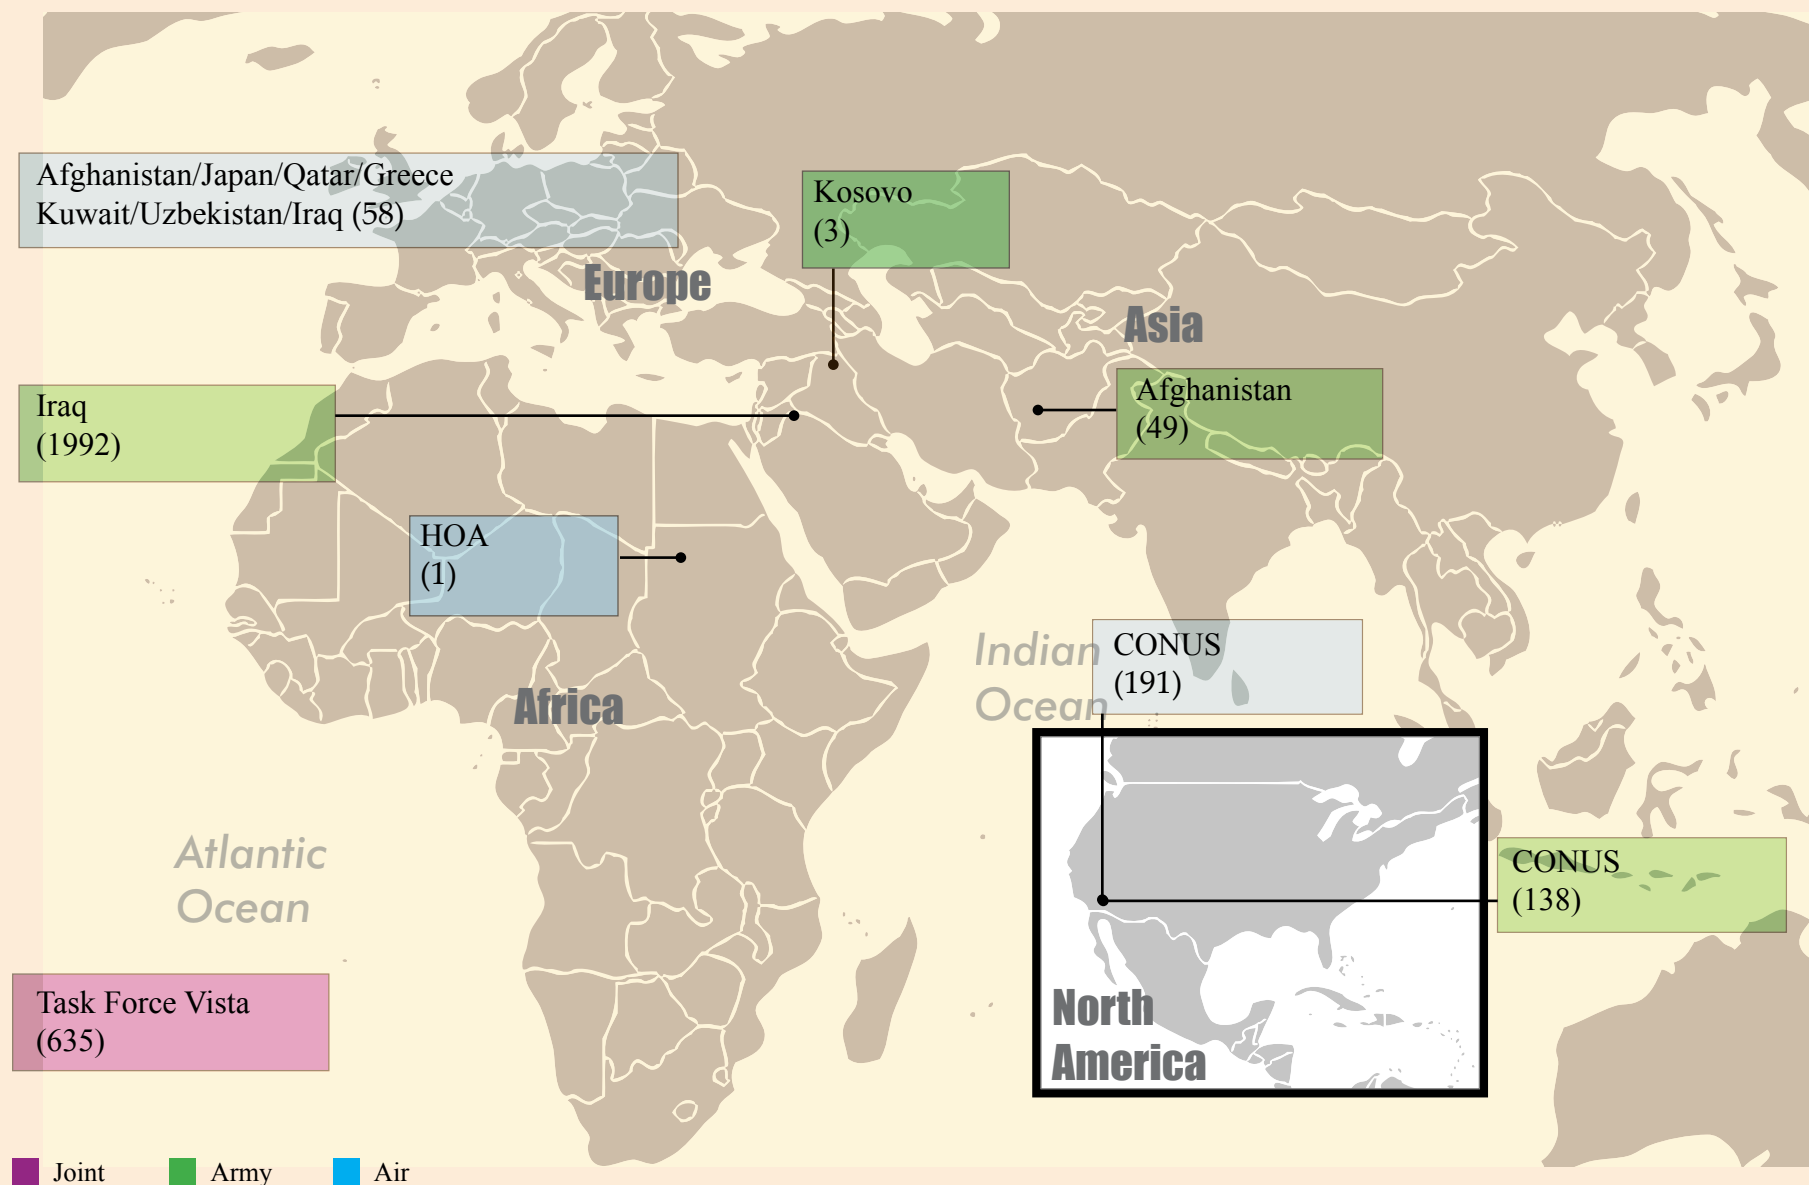 Afghanistan/Japan/Qatar/Greece
Kuwait/Uzbekistan/Iraq (58)
Kosovo
(3)
Europe
Asia
Iraq
(1992)
Afghanistan
(49)
HOA
(1)
Indian
Ocean
CONUS
(191)
Africa
Atlantic
Ocean
CONUS
(138)
North
America
Task Force Vista
(635)
Joint Army Air